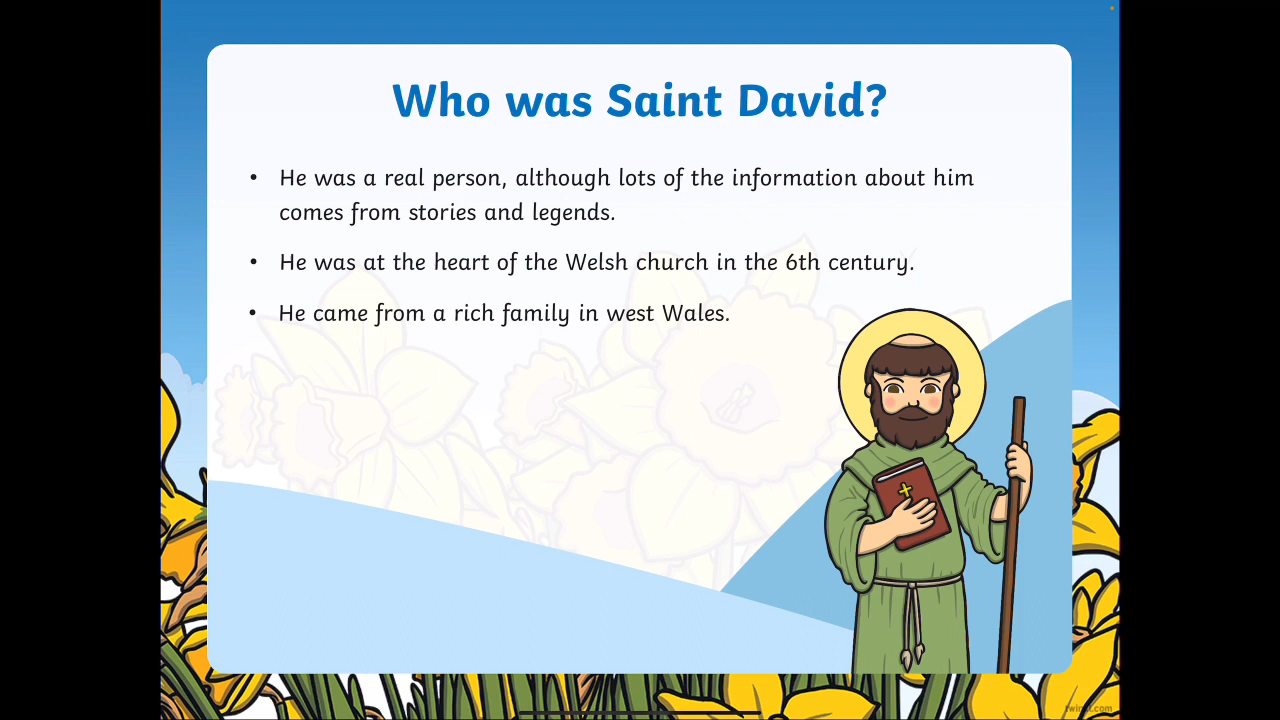 Who was Saint David?
• He was a real person, although lots of the information about him
comes from stories and legends.
• He was at the heart of the Welsh church in the 6th century.
• He came from a rich family in west Wales.